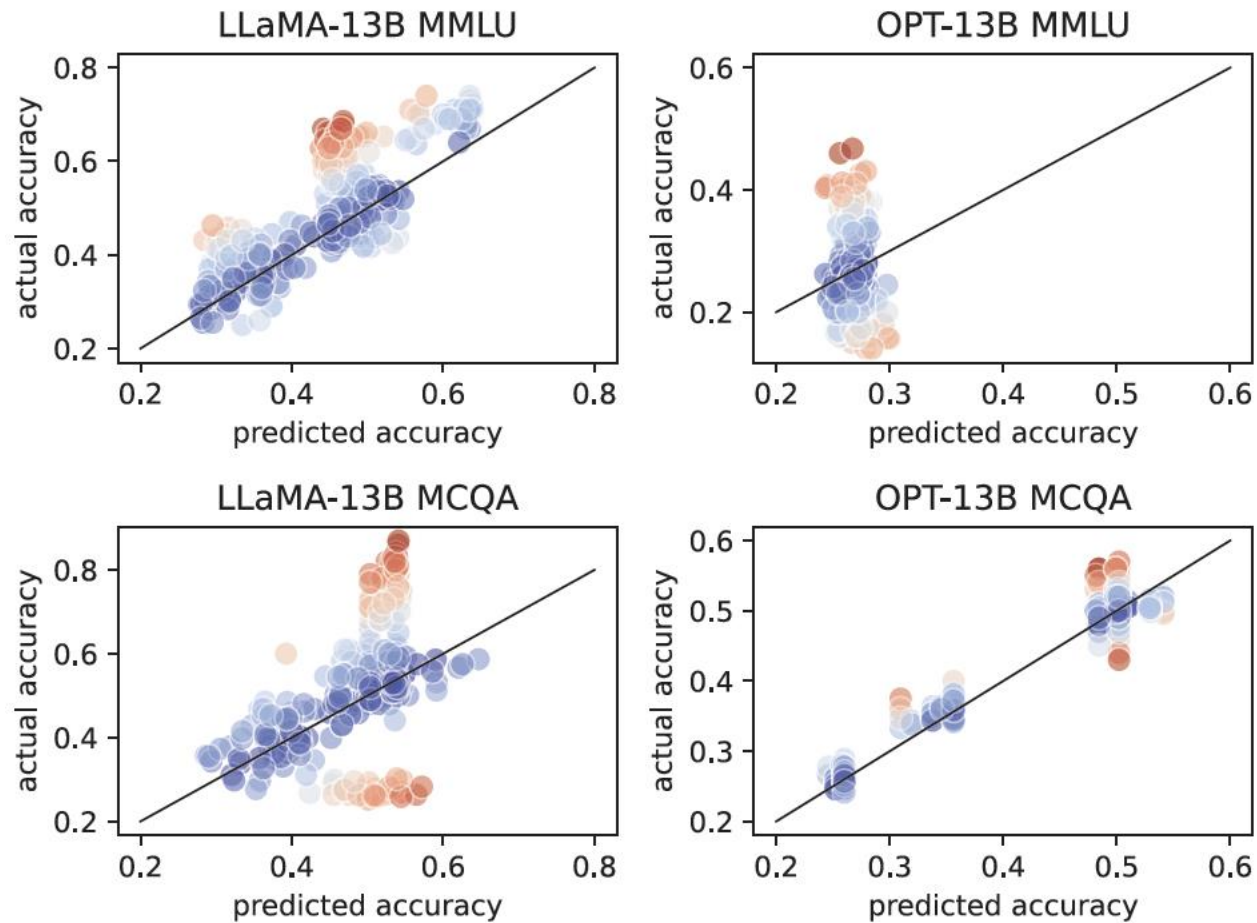 LLaMA-13B MMLU
OPT-13B MMLU
0.8
0.6
0.4
0.2
actual accuracy
0.2 0.4 0.6 0.8
predicted accuracy
0.6
0.4
0.2
actual accuracy
0.2 0.3 0.4 0.5 0.6
predicted accuracy
LLaMA-13B MCQA
OPT-13B MCQA
0.8
0.6
0.4
0.2
actual accuracy
0.2 0.4 0.6 0.8
predicted accuracy
0.6
0.5
0.4
0.3
0.2
actual accuracy
0.2 0.3 0.4 0.5 0.6
predicted accuracy